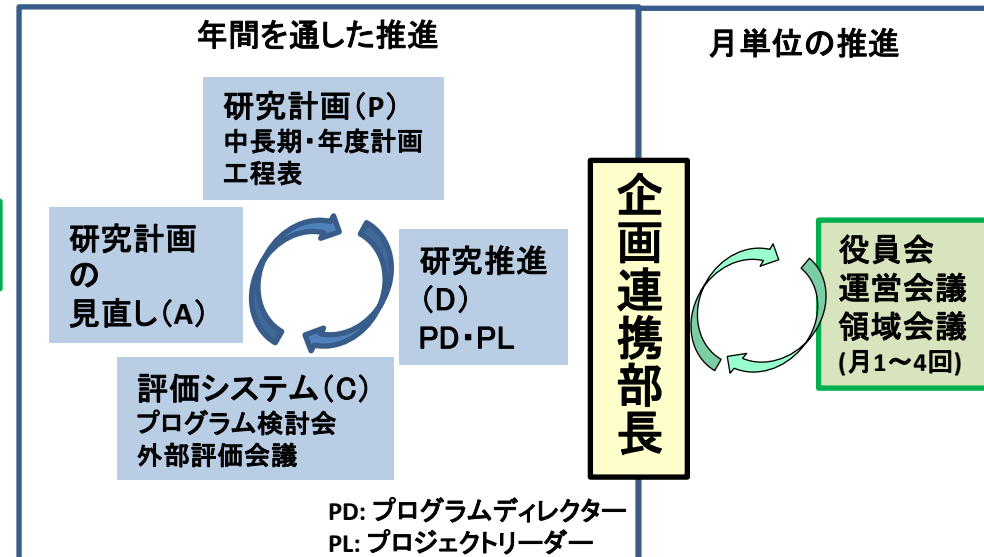 年間を通した推進
研究計画(P)
中長期・年度計画
工程表
研究計画
の
見直し(A)
研究推進
(D)
PD・PL
評価システム(C)
プログラム検討会
外部評価会議
PD: プログラムディレクター
PL: プロジェクトリーダー
企画連携部長
月単位の推進
役員会
運営会議
領域会議
(月1～4回)